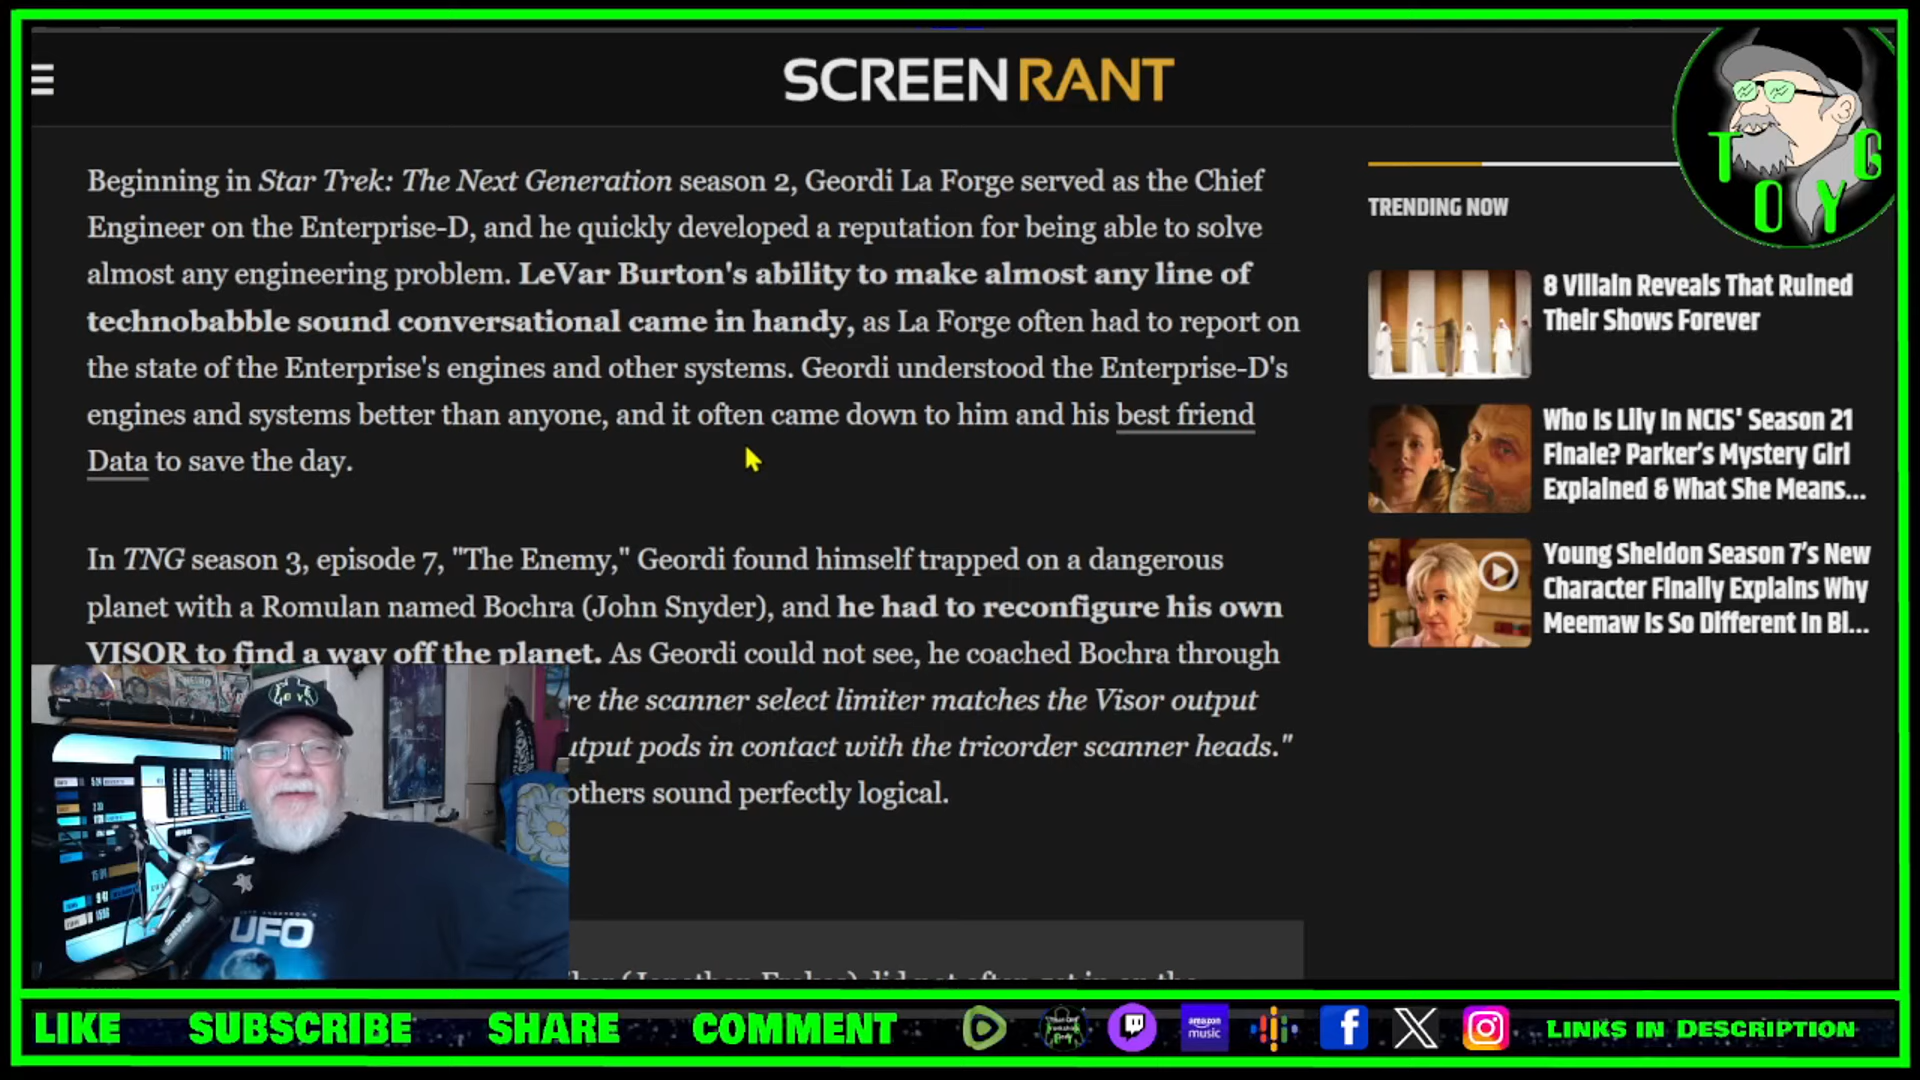 SCREENRANT
Beginning in Star Trek: The Next Generation season 2, Geordi La Forge served as the Chief
Engineer on the Enterprise-D, and he quickly developed a reputation for being able to solve
almost any engineering problem. LeVar Burton's ability to make almost any line of
technobabble sound conversational came in handy, as La Forge often had to report on
the state of the Enterprise's engines and other systems. Geordi understood the Enterprise-D's
engines and systems better than anyone, and it often came down to him and his best friend
Data to save the day.
In TNG season 3, episode 7, "The Enemy," Geordi found himself trapped on a dangerous
planet with a Romulan named Bochra (John Snyder), and he had to reconfigure his own
VISOR to find a way off the planet. As Geordi could not see, he coached Bochra through
the scanner select limiter matches the Visor output
pods in contact with the tricorder scanner heads."
others sound perfectly logical.
TRENDING NOW
8 Villain Reveals That Ruined
Their Shows Forever
Who Is Lily In NCIS' Season 21
Finale? Parker's Mystery Girl
Explained & What She Means...
Young Sheldon Season 7's New
Character Finally Explains Why
Meemaw Is So Different In Bi...
T O Y G
UFO
SHURE
LIKE SUBSCRIBE SHARE COMMENT
amazon
music
LINKS IN DESCRIPTION